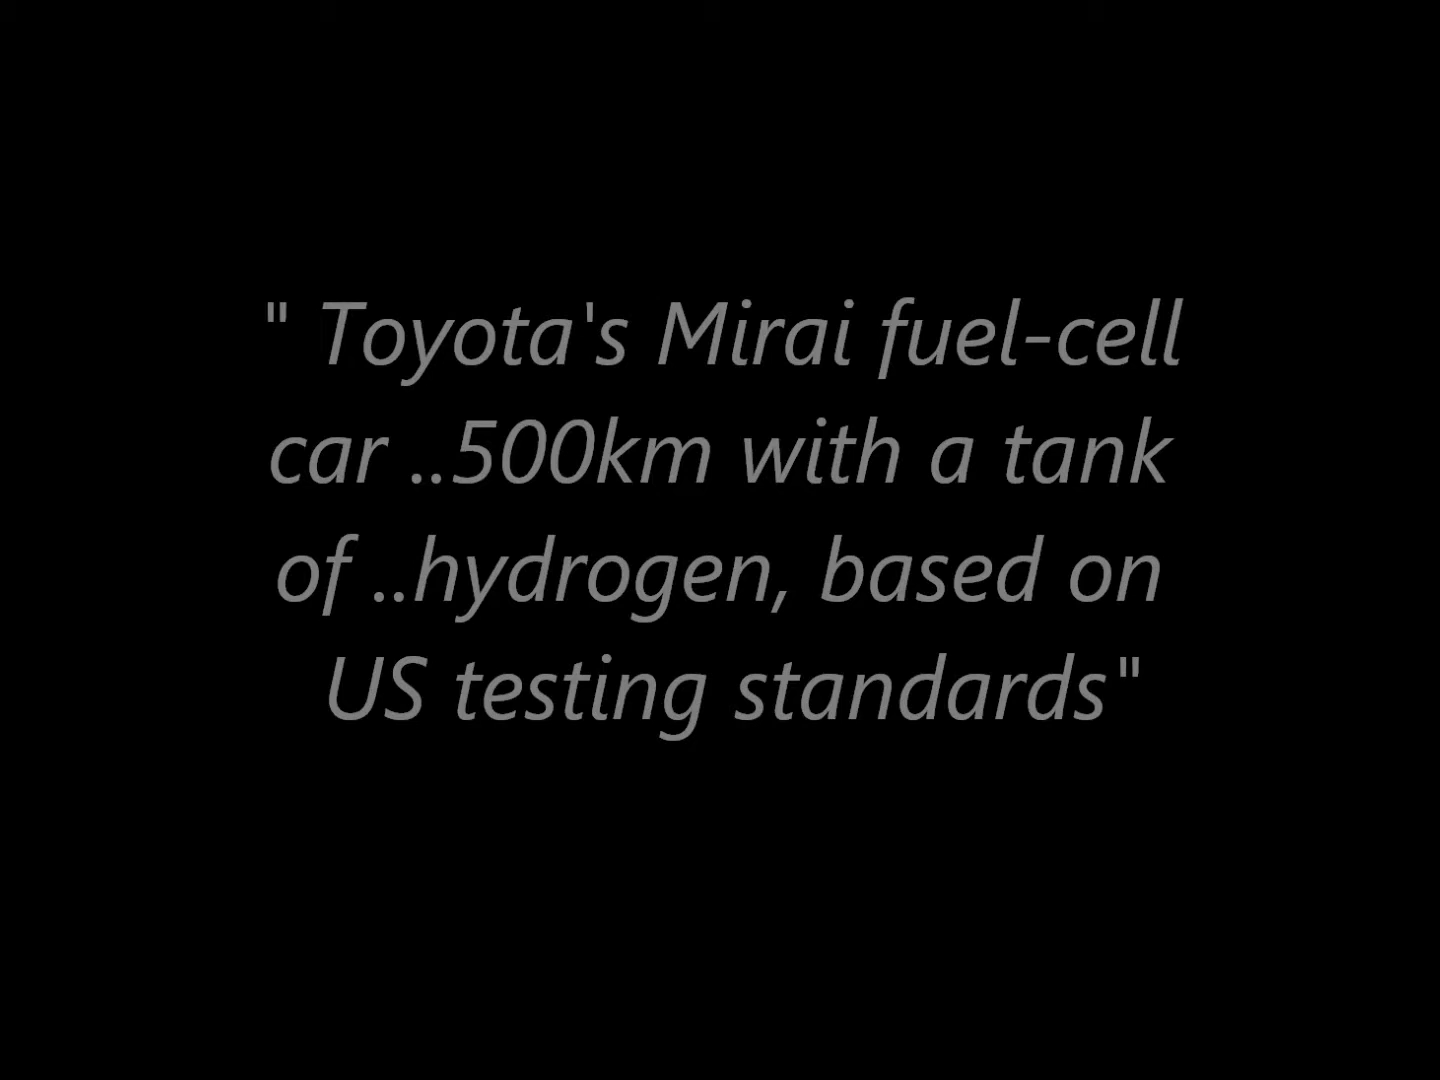 " Toyota's Mirai fuel-cell
car ..500km with a tank
of ..hydrogen, based on
US testing standards"